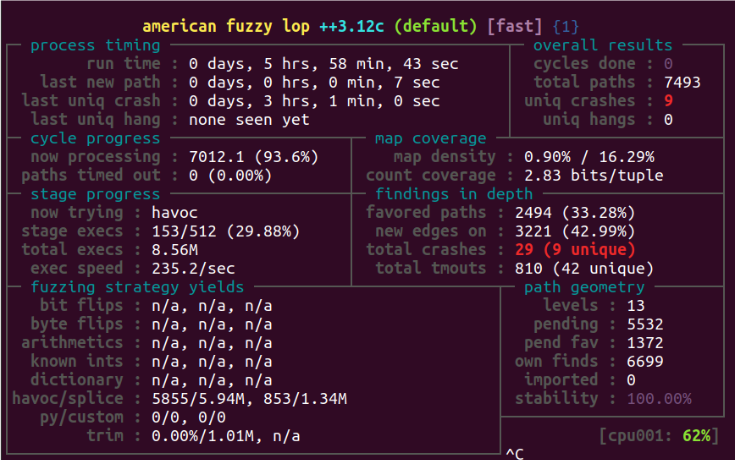 american fuzzy lop ++3.12c (default) [fast] {1}
process timing overall results
run time : 0 days, 5 hrs, 58 min, 43 sec cycles done : 0
last new path : 0 days, 0 hrs, 0 min, 7 sec total paths : 7493
last uniq crash : 0 days, 3 hrs, 1 min, 0 sec uniq crashes : 9
last uniq hang : none seen yet uniq hangs : 0
cycle progress map coverage
now processing : 7012.1 (93.6%) map density : 0.90% / 16.29%
paths timed out : 0 (0.00%) count coverage : 2.83 bits/tuple
stage progress findings in depth
now trying : havoc favored paths : 2494 (33.28%)
stage execs : 153/512 (29.88%) new edges on : 3221 (42.99%)
total execs : 8.56M total crashes : 29 (9 unique)
exec speed : 235.2/sec total tmouts : 810 (42 unique)
fuzzing strategy yields path geometry
bit flips : n/a, n/a, n/a levels : 13
byte flips : n/a, n/a, n/a pending : 5532
arithmetics : n/a, n/a, n/a pend fav : 1372
known ints : n/a, n/a, n/a own finds : 6699
dictionary : n/a, n/a, n/a imported : 0
havoc/splice : 5855/5.94M, 853/1.34M stability : 100.00%
py/custom : 0/0, 0/0
trim : 0.00%/1.01M, n/a [cpu001: 62%]
^C